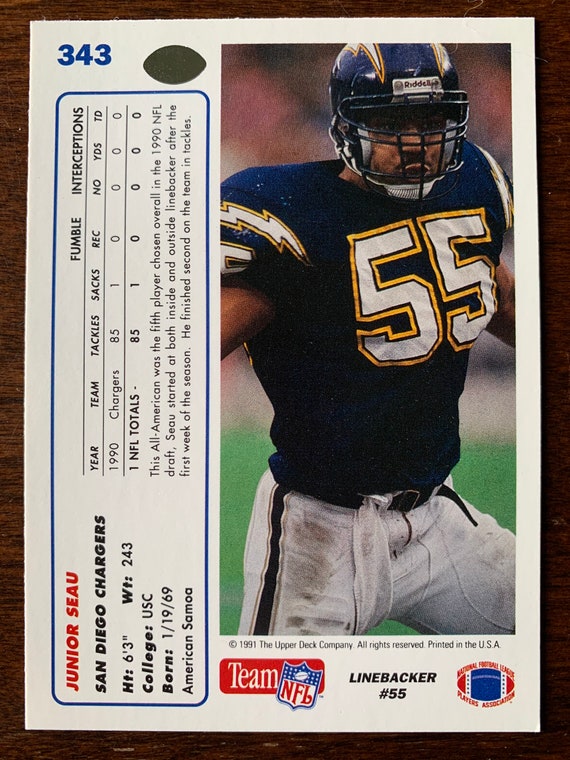 343
JUNIOR SEAU
SAN DIEGO CHARGERS
Ht: 6'3" Wt: 243
College: USC
Born: 1/19/69
American Samoa
FUMBLE INTERCEPTIONS
YEAR TEAM TACKLES SACKS REC NO YDS TD
1990 Chargers 85 1 0 0 0 0
1 NFL TOTALS - 85 1 0 0 0 0
This All-American was the fifth player chosen overall in the 1990 NFL
draft, Seau started at both inside and outside linebacker after the
first week of the season. He finished second on the team in tackles.
Riddell
55
© 1991 The Upper Deck Company. All rights reserved. Printed in the U.S.A.
Team NFL
LINEBACKER
#55
NATIONAL FOOTBALL LEAGUE
PLAYERS ASSOCIATION